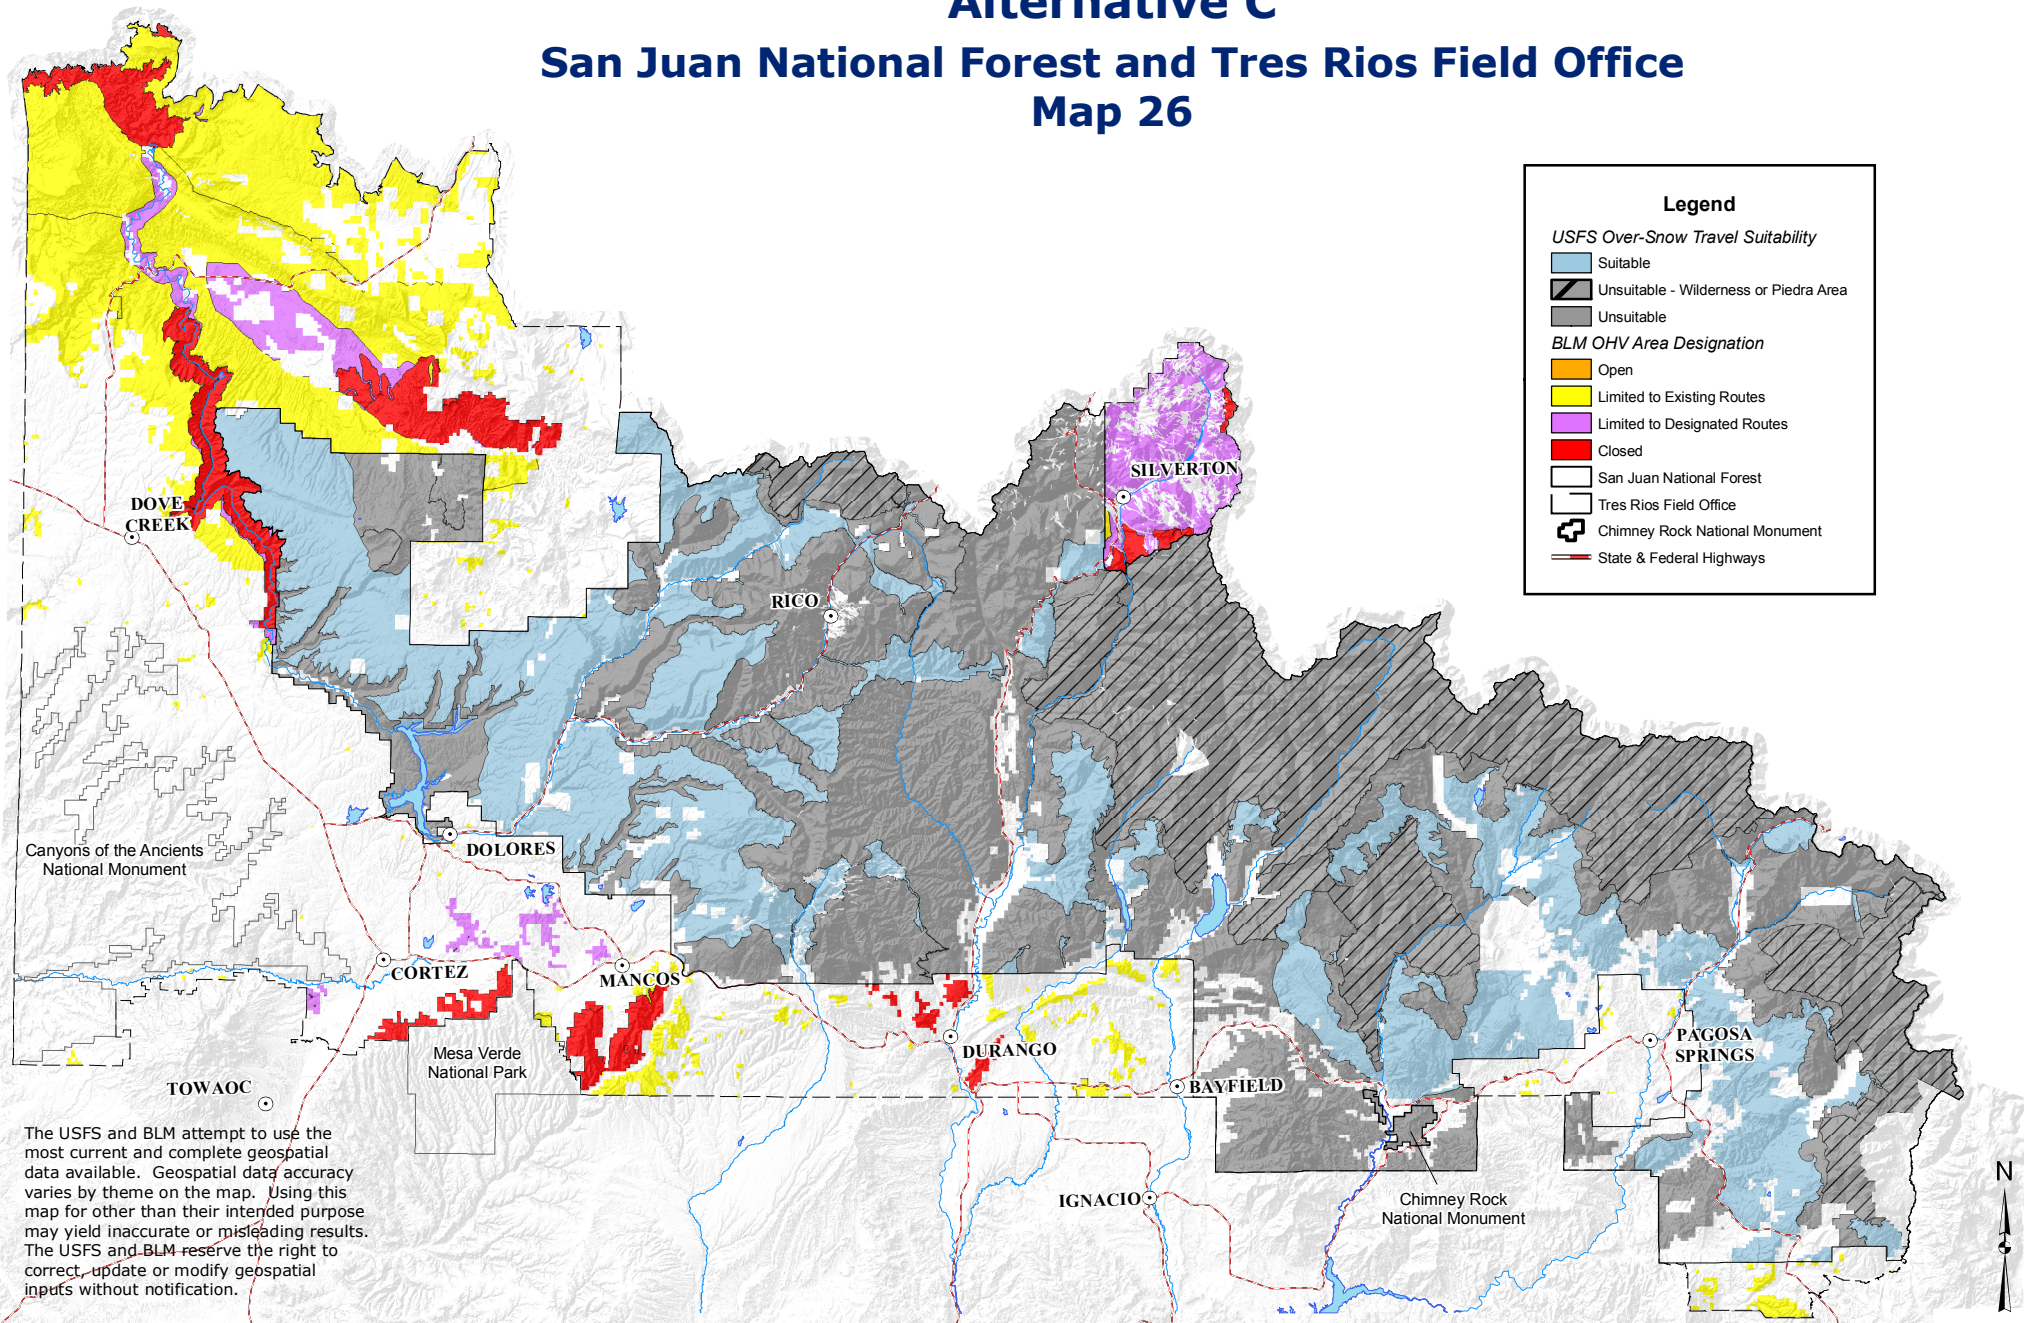 Alternative C
San Juan National Forest and Tres Rios Field Office
Map 26
Legend
USFS Over-Snow Travel Suitability
Suitable
Unsuitable - Wilderness or Piedra Area
Unsuitable
BLM OHV Area Designation
Open
Limited to Existing Routes
Limited to Designated Routes
Closed
San Juan National Forest
Tres Rios Field Office
Chimney Rock National Monument
State & Federal Highways
SILVERTON
DOVE
CREEK
RICO
DOLORES
Canyons of the Ancients
National Monument
CORTEZ
MANCOS
Mesa Verde
National Park
DURANGO
PAGOSA
SPRINGS
TOWAOC
BAYFIELD
IGNACIO
Chimney Rock
National Monument
The USFS and BLM attempt to use the
most current and complete geospatial
data available. Geospatial data accuracy
varies by theme on the map. Using this
map for other than their intended purpose
may yield inaccurate or misleading results.
The USFS and BLM reserve the right to
correct, update or modify geospatial
inputs without notification.
N